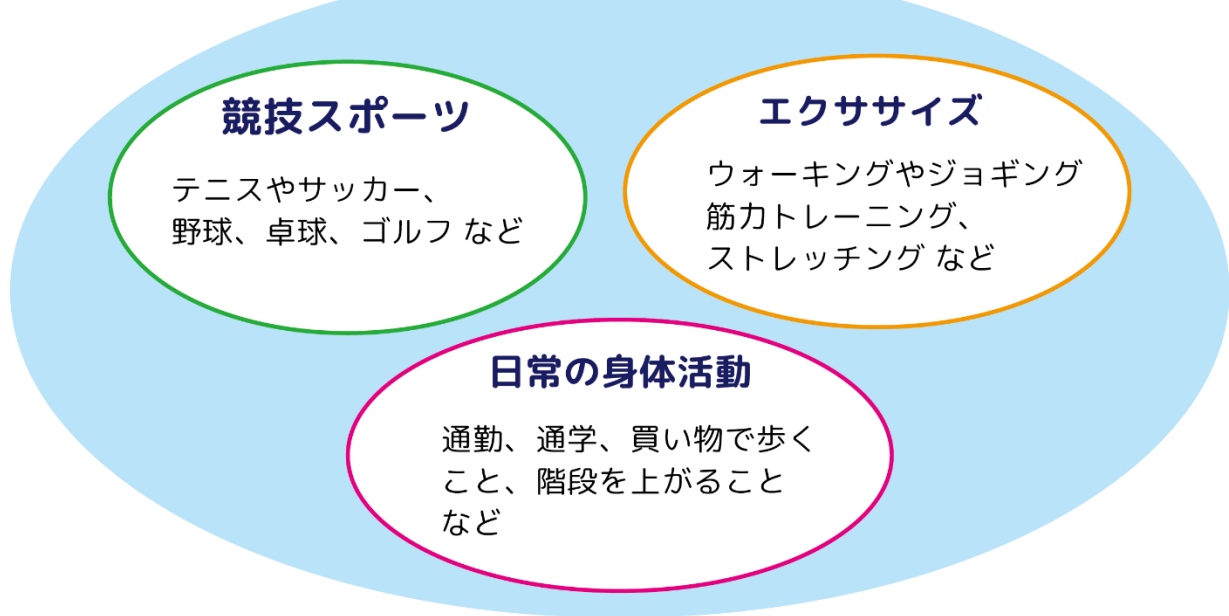 競技スポーツ
テニスやサッカー、
野球、卓球、ゴルフ など
エクササイズ
ウォーキングやジョギング
筋力トレーニング、
ストレッチング など
日常の身体活動
通勤、通学、買い物で歩く
こと、階段を上がること
など